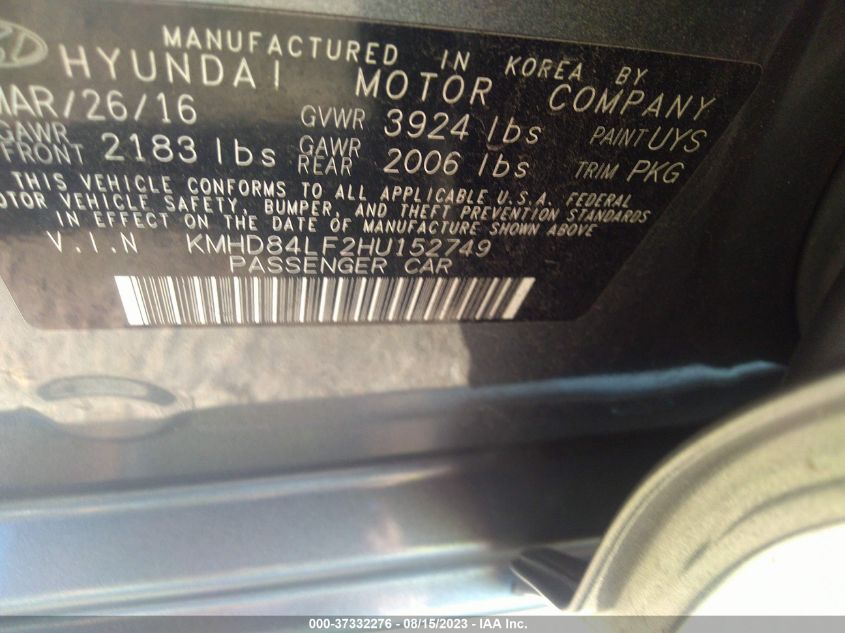 MANUFACTURED IN KOREA BY
HYUNDAI MOTOR COMPANY
MAR/26/16 GVWR 3924 lbs PAINT UYS
GAWR FRONT 2183 lbs GAWR REAR 2006 lbs TRIM PKG
THIS VEHICLE CONFORMS TO ALL APPLICABLE U.S.A. FEDERAL
MOTOR VEHICLE SAFETY, BUMPER, AND THEFT PREVENTION STANDARDS
IN EFFECT ON THE DATE OF MANUFACTURE SHOWN ABOVE
V.I.N KMHD84LF2HU152749
PASSENGER CAR
000-37332276 - 08/15/2023 - IAA Inc.